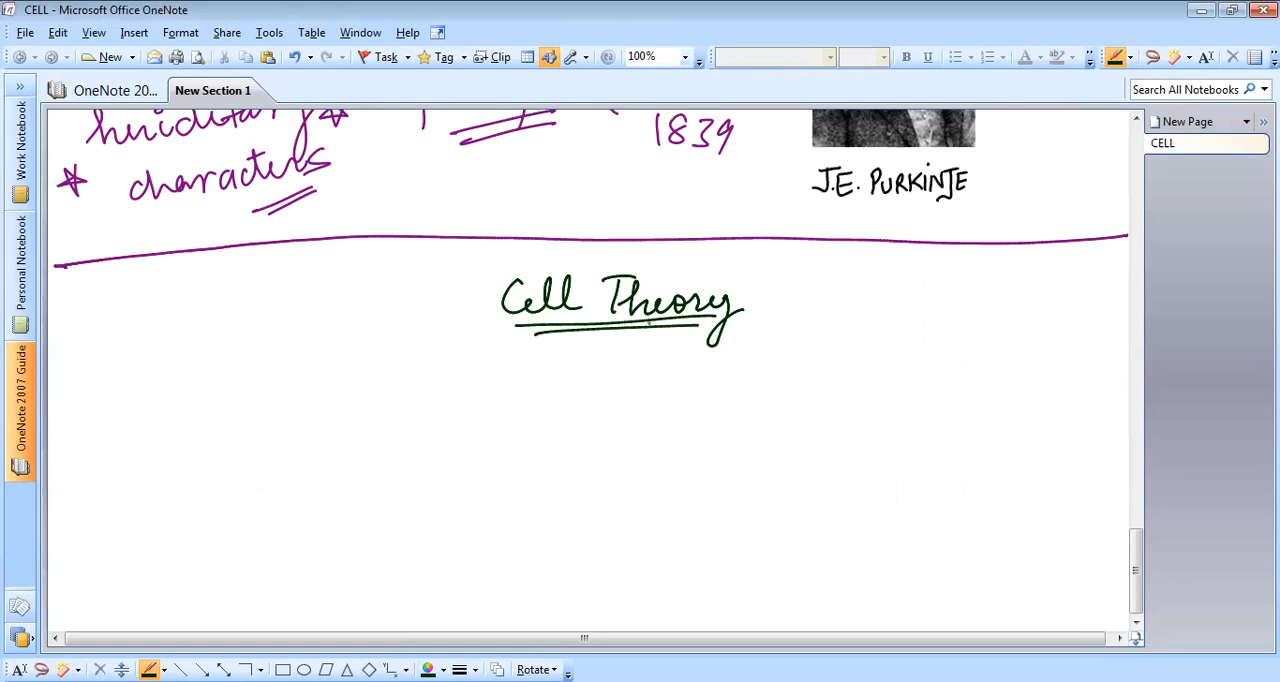 CELL - Microsoft Office OneNote
File Edit View Insert Format Share Tools Table Window Help
New Task Tag Clip 100% B U A
OneNote 20... New Section 1 Search All Notebooks
New Page
CELL
Work Notebook
Personal Notebook
OneNote 2007 Guide
heriditary
1839
characters
J.E. PURKINJE
Cell Theory
Rotate